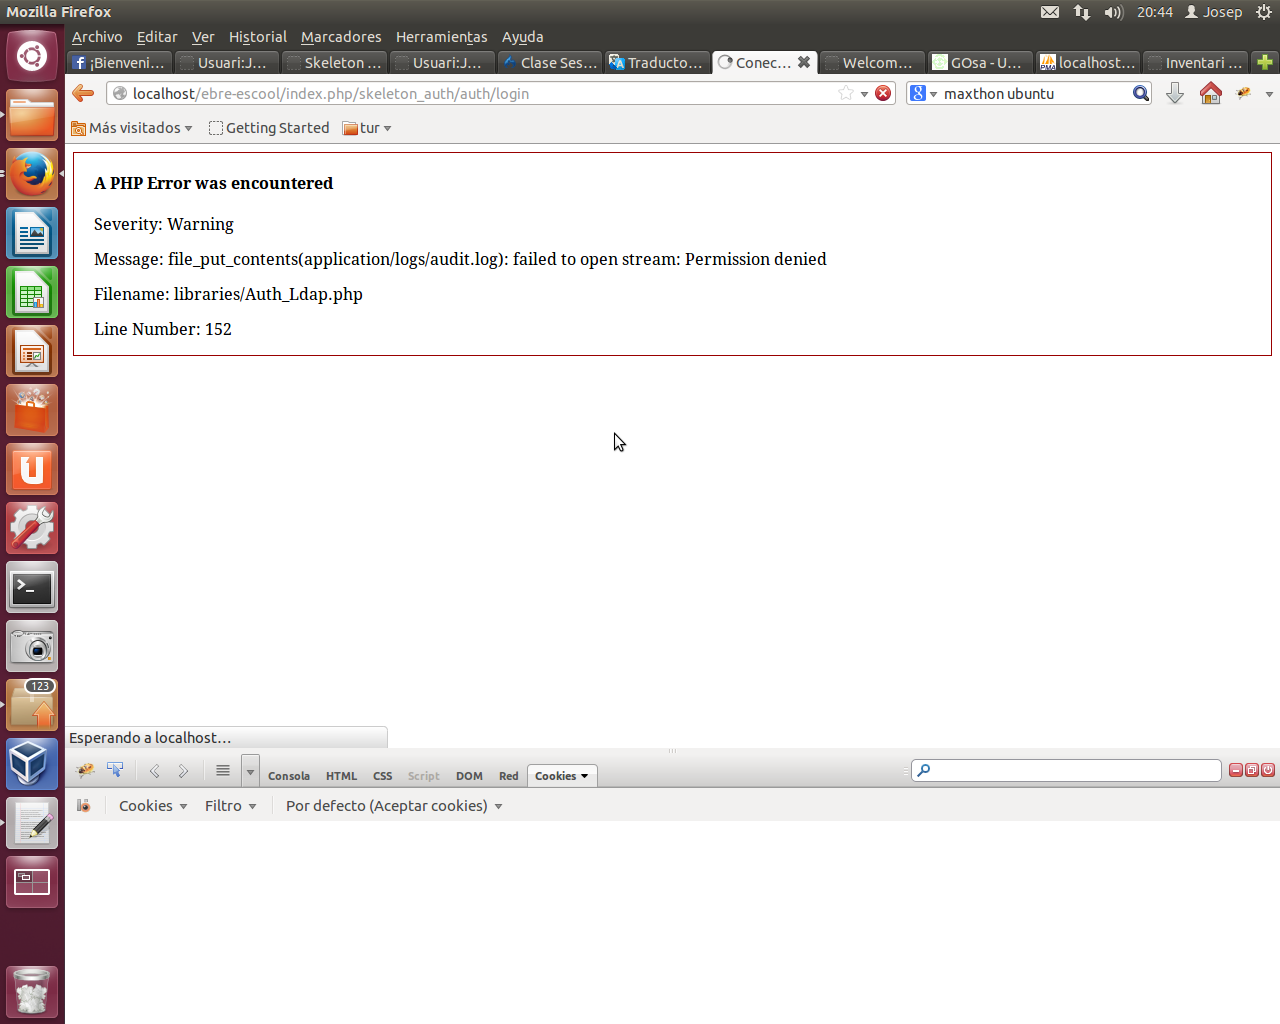 Mozilla Firefox
20:44 Josep
Archivo Editar Ver Historial Marcadores Herramientas Ayuda
¡Bienveni... Usuari:J... Skeleton ... Usuari:J... Clase Ses... Traducto... Conec... Welcom... GOsa - U... localhost... Inventari ...
localhost/ebre-escool/index.php/skeleton_auth/auth/login
maxthon ubuntu
Más visitados Getting Started tur
A PHP Error was encountered
Severity: Warning
Message: file_put_contents(application/logs/audit.log): failed to open stream: Permission denied
Filename: libraries/Auth_Ldap.php
Line Number: 152
123
Esperando a localhost...
Consola HTML CSS Script DOM Red Cookies
Cookies Filtro Por defecto (Aceptar cookies)